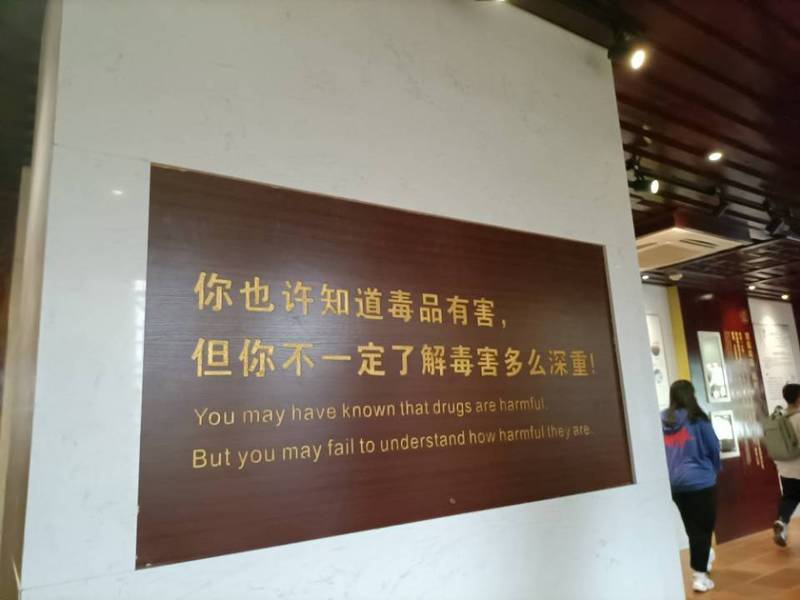 你也许知道毒品有害，
但你不一定了解毒害多么深重！
You may have known that drugs are harmful.
But you may fail to understand how harmful they are.